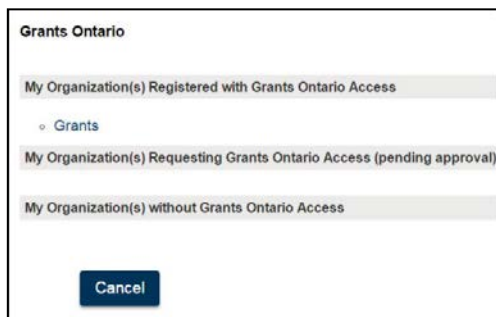 Grants Ontario
My Organization(s) Registered with Grants Ontario Access
Grants
My Organization(s) Requesting Grants Ontario Access (pending approval)
My Organization(s) without Grants Ontario Access
Cancel